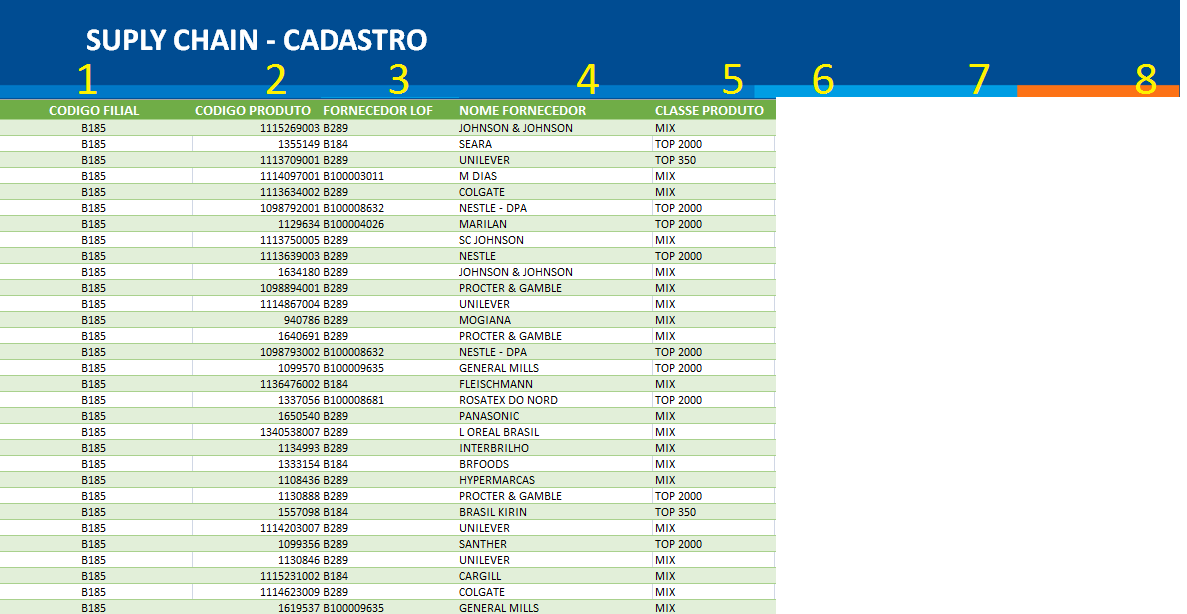 SUPLY CHAIN - CADASTRO
1 2 3 4 5 6 7 8
CODIGO FILIAL CODIGO PRODUTO FORNECEDOR LOF NOME FORNECEDOR CLASSE PRODUTO
B185 1115269003 B289 JOHNSON & JOHNSON MIX
B185 1355149 B184 SEARA TOP 2000
B185 1113709001 B289 UNILEVER TOP 350
B185 1114097001 B100003011 M DIAS MIX
B185 1113634002 B289 COLGATE MIX
B185 1098792001 B100008632 NESTLE - DPA TOP 2000
B185 1129634 B100004026 MARILAN TOP 2000
B185 1113750005 B289 SC JOHNSON MIX
B185 1113639003 B289 NESTLE TOP 2000
B185 1634180 B289 JOHNSON & JOHNSON MIX
B185 1098894001 B289 PROCTER & GAMBLE MIX
B185 1114867004 B289 UNILEVER MIX
B185 940786 B289 MOGIANA MIX
B185 1640691 B289 PROCTER & GAMBLE MIX
B185 1098793002 B100008632 NESTLE - DPA TOP 2000
B185 1099570 B100009635 GENERAL MILLS TOP 2000
B185 1136476002 B184 FLEISCHMANN MIX
B185 1337056 B100008681 ROSATEX DO NORD TOP 2000
B185 1650540 B289 PANASONIC MIX
B185 1340538007 B289 L OREAL BRASIL MIX
B185 1134993 B289 INTERBRILHO MIX
B185 1333154 B184 BRFOODS MIX
B185 1108436 B289 HYPERMARCAS MIX
B185 1130888 B289 PROCTER & GAMBLE TOP 2000
B185 1557098 B184 BRASIL KIRIN TOP 350
B185 1114203007 B289 UNILEVER MIX
B185 1099356 B289 SANTHER TOP 2000
B185 1130846 B289 UNILEVER MIX
B185 1115231002 B184 CARGILL MIX
B185 1114623009 B289 COLGATE MIX
B185 1619537 B100009635 GENERAL MILLS MIX